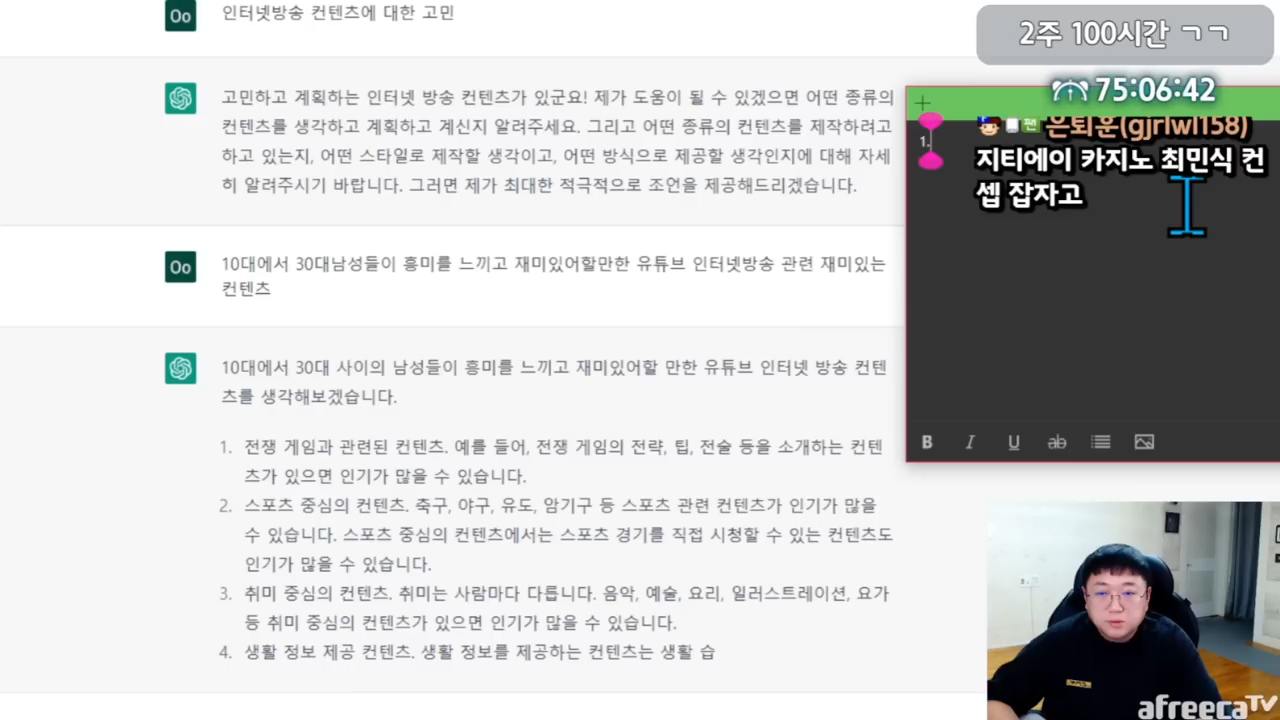 Oo
인터넷방송 컨텐츠에 대한 고민
고민하고 계획하는 인터넷 방송 컨텐츠가 있군요! 제가 도움이 될 수 있겠으면 어떤 종류의
컨텐츠를 생각하고 계획하고 계신지 알려주세요. 그리고 어떤 종류의 컨텐츠를 제작하려고
하고 있는지, 어떤 스타일로 제작할 생각이고, 어떤 방식으로 제공할 생각인지에 대해 자세
히 알려주시기 바랍니다. 그러면 제가 최대한 적극적으로 조언을 제공해드리겠습니다.
Oo
10대에서 30대남성들이 흥미를 느끼고 재미있어할만한 유튜브 인터넷방송 관련 재미있는
컨텐츠
10대에서 30대 사이의 남성들이 흥미를 느끼고 재미있어할 만한 유튜브 인터넷 방송 컨텐
츠를 생각해보겠습니다.
1. 전쟁 게임과 관련된 컨텐츠. 예를 들어, 전쟁 게임의 전략, 팁, 전술 등을 소개하는 컨텐
츠가 있으면 인기가 많을 수 있습니다.
2. 스포츠 중심의 컨텐츠. 축구, 야구, 유도, 암기구 등 스포츠 관련 컨텐츠가 인기가 많을
수 있습니다. 스포츠 중심의 컨텐츠에서는 스포츠 경기를 직접 시청할 수 있는 컨텐츠도
인기가 많을 수 있습니다.
3. 취미 중심의 컨텐츠. 취미는 사람마다 다릅니다. 음악, 예술, 요리, 일러스트레이션, 요가
등 취미 중심의 컨텐츠가 있으면 인기가 많을 수 있습니다.
4. 생활 정보 제공 컨텐츠. 생활 정보를 제공하는 컨텐츠는 생활 습
2주 100시간 ㄱㄱ
75:06:42
1.
팬 은퇴훈(gjrlwl158)
지티에이 카지노 최민식 컨
셉 잡자고
B I U ab
afreecaTV